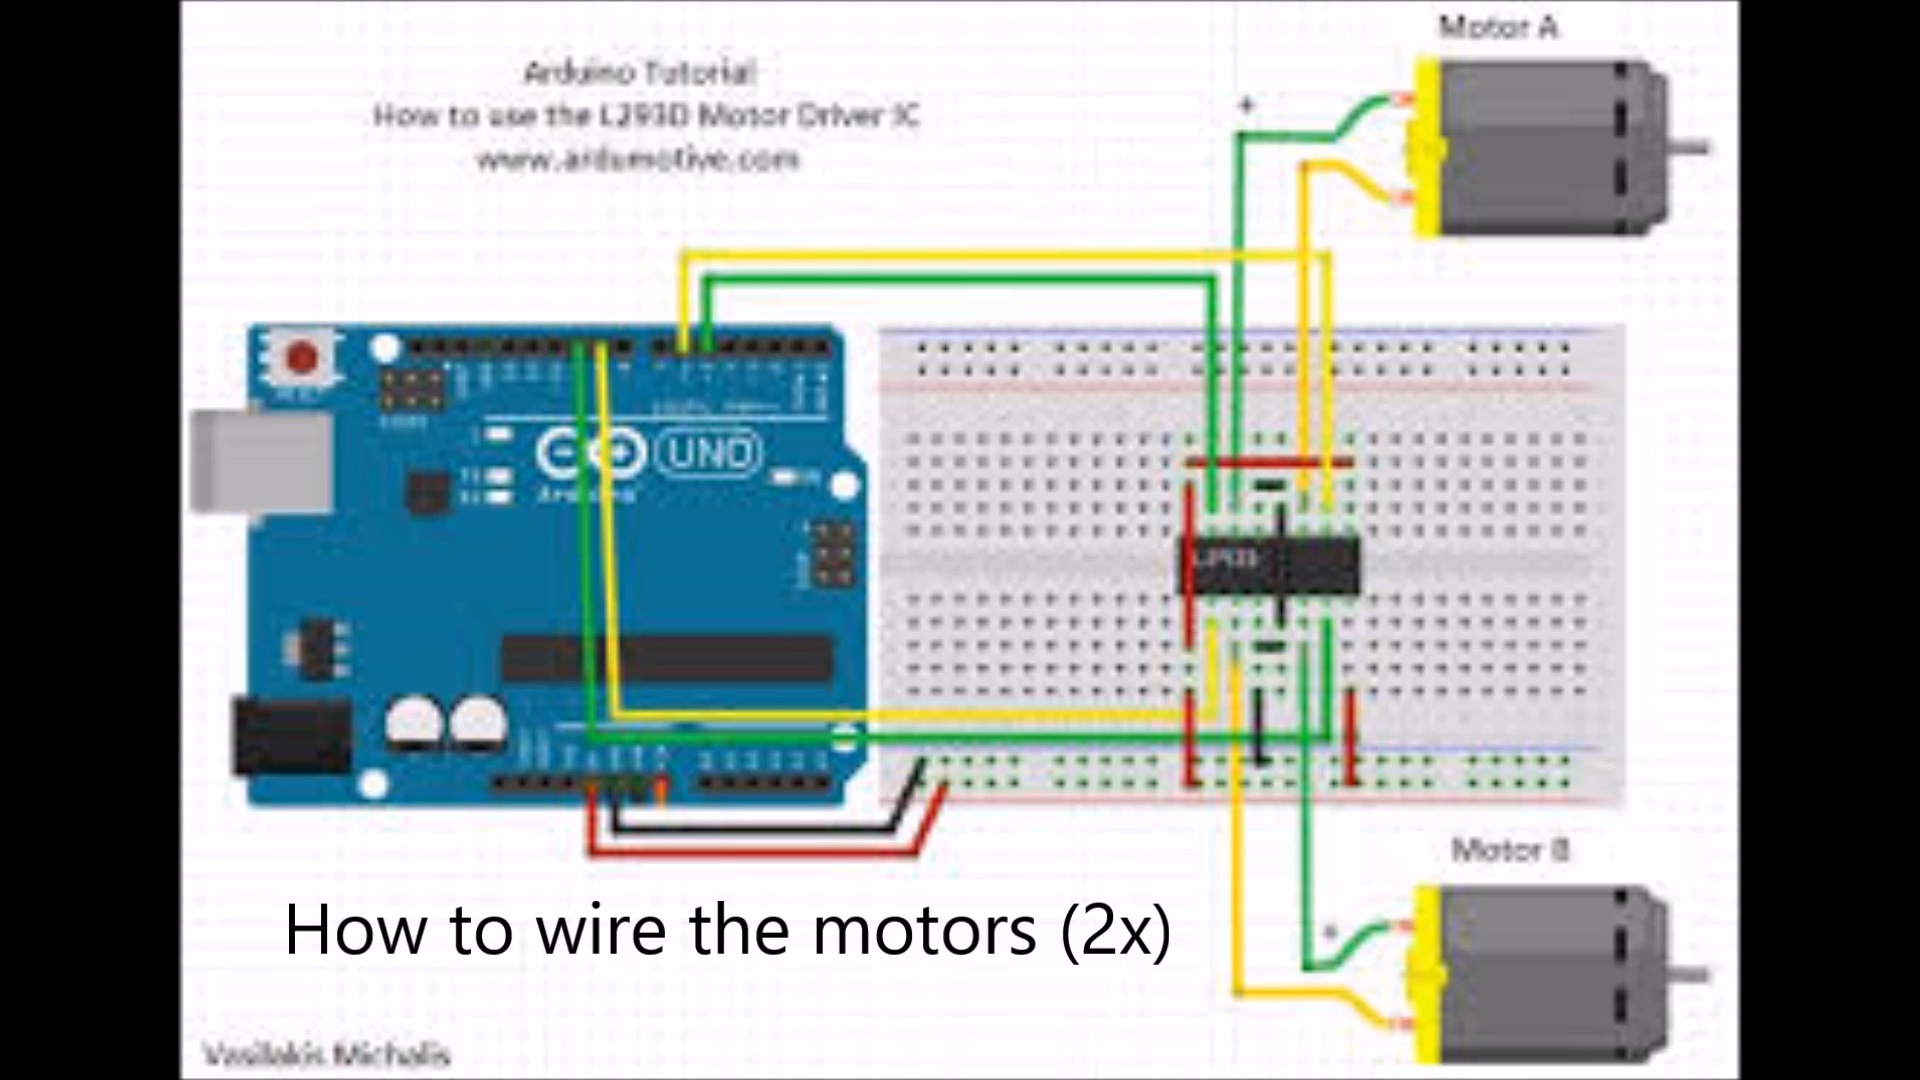 Motor A
Arduino Tutorial
How to use the L293D Motor Driver IC
www.ardumotive.com
UNO
Arduino
L293D
Motor B
How to wire the motors (2x)
Vasilakis Michalis